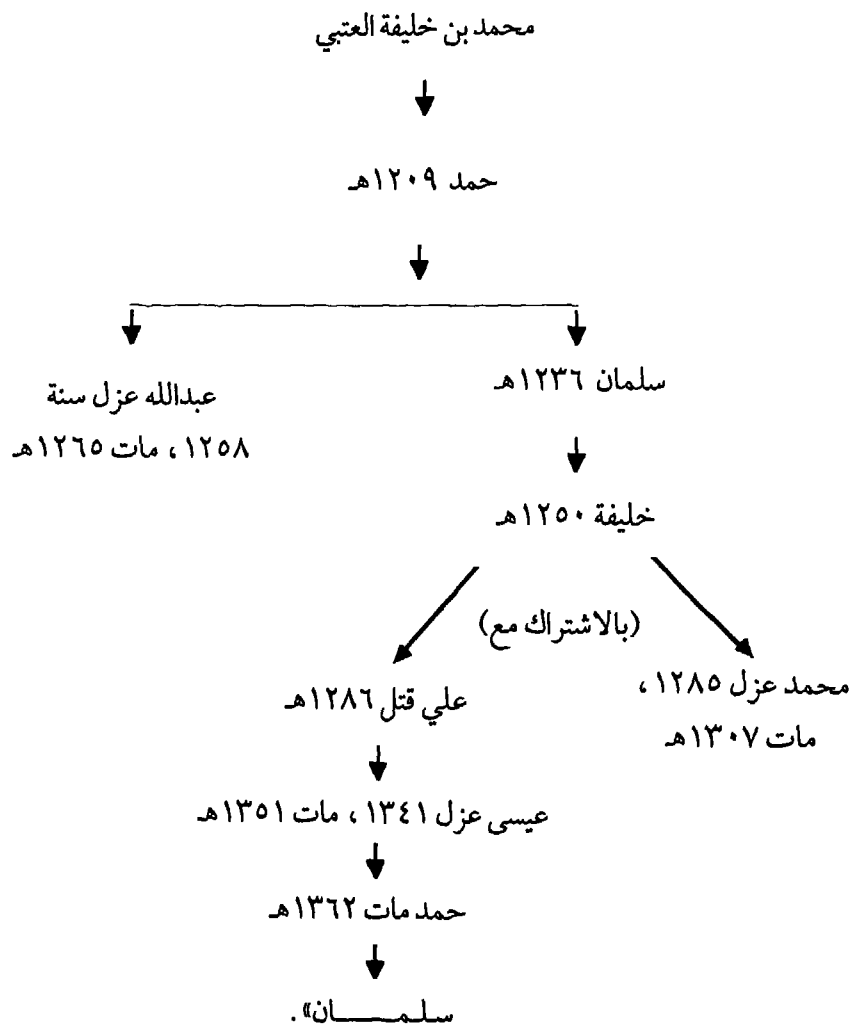 محمد بن خليفة العتبي
حمد ١٢٠٩هـ
سلمان ١٢٣٦هـ
عبدالله عزل سنة
١٢٥٨، مات ١٢٦٥هـ
خليفة ١٢٥٠هـ
(بالاشتراك مع)
محمد عزل ١٢٨٥،
مات ١٣٠٧هـ
علي قتل ١٢٨٦هـ
عيسى عزل ١٣٤١، مات ١٣٥١هـ
حمد مات ١٣٦٢هـ
سلمـــــان».